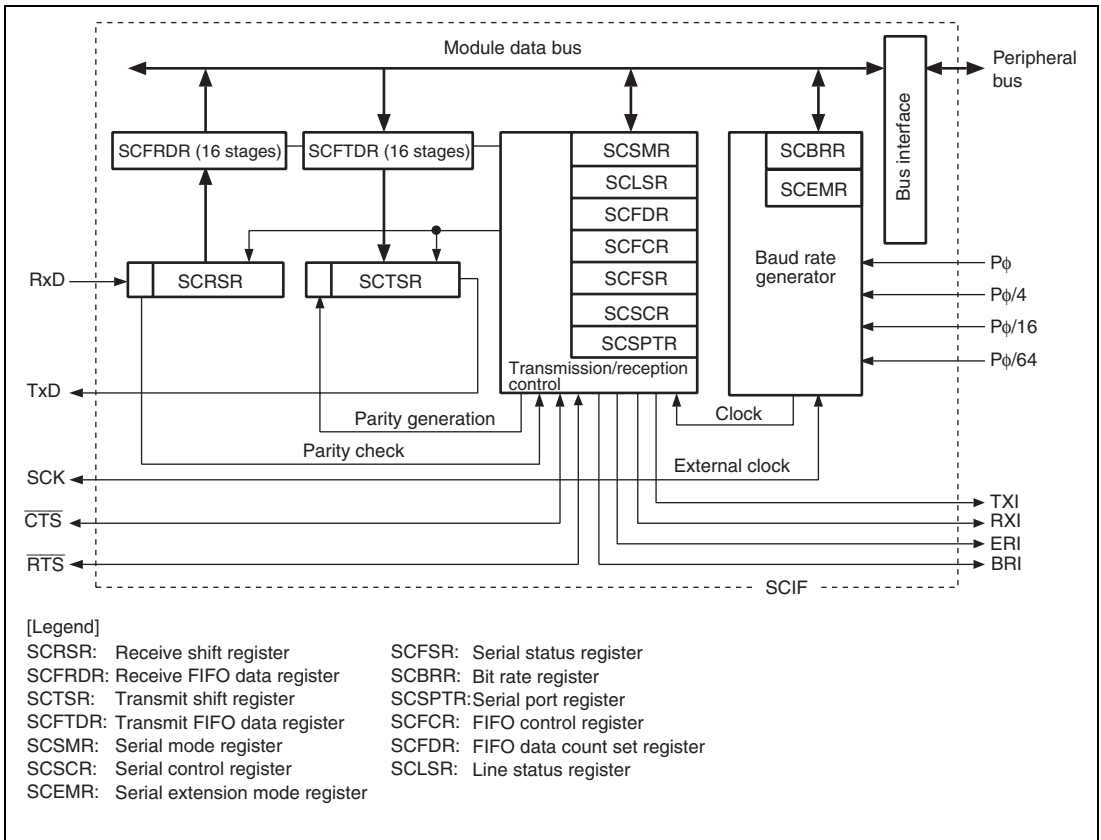 Module data bus
Peripheral
bus
Bus interface
SCFRDR (16 stages)
SCFTDR (16 stages)
SCSMR
SCLSR
SCFDR
SCFCR
SCFSR
SCSCR
SCSPTR
Transmission/reception
control
SCBRR
SCEMR
Baud rate
generator
RxD
SCRSR
SCTSR
Pϕ
Pϕ/4
Pϕ/16
Pϕ/64
TxD
Parity generation
Clock
Parity check
External clock
SCK
CTS
RTS
TXI
RXI
ERI
BRI
SCIF
[Legend]
SCRSR: Receive shift register
SCFRDR: Receive FIFO data register
SCTSR: Transmit shift register
SCFTDR: Transmit FIFO data register
SCSMR: Serial mode register
SCSCR: Serial control register
SCEMR: Serial extension mode register
SCFSR: Serial status register
SCBRR: Bit rate register
SCSPTR:Serial port register
SCFCR: FIFO control register
SCFDR: FIFO data count set register
SCLSR: Line status register